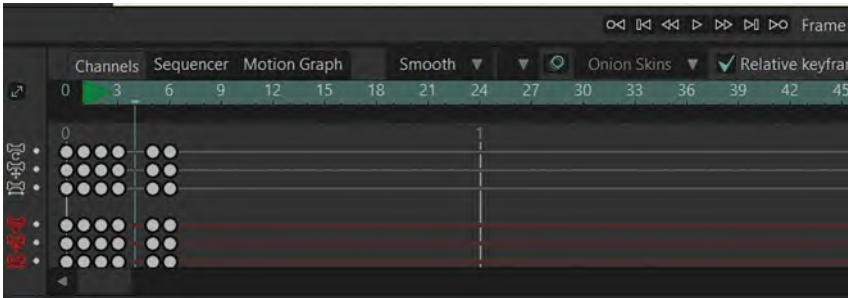 Frame
Channels Sequencer Motion Graph Smooth Onion Skins Relative keyfram
0 3 6 9 12 15 18 21 24 27 30 33 36 39 42 45
0 1